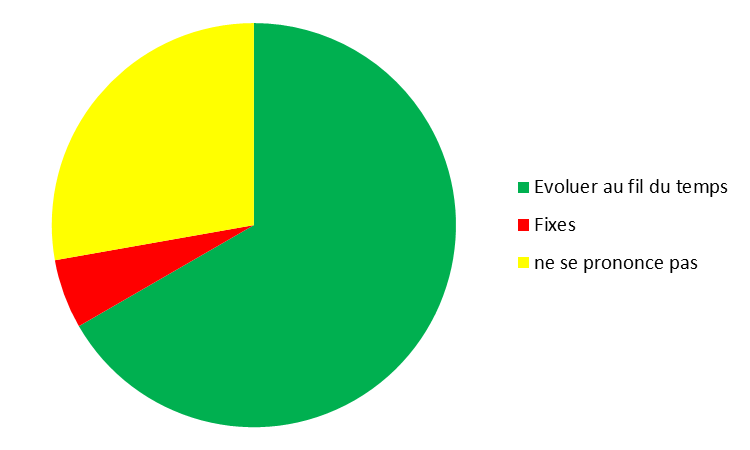 Evoluer au fil du temps
Fixes
ne se prononce pas